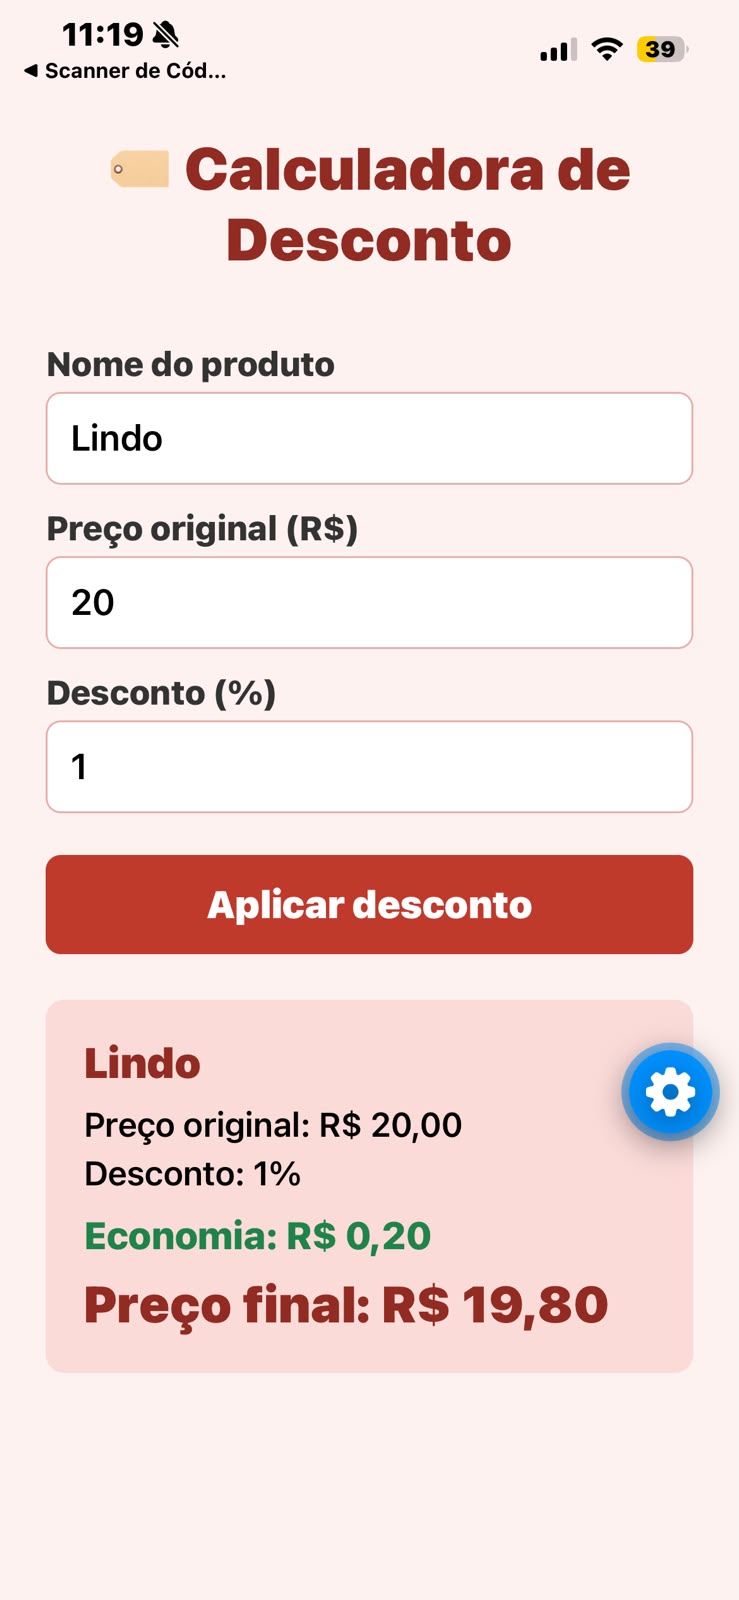 11:19
39
◀ Scanner de Cód...
Calculadora de
Desconto
Nome do produto
Lindo
Preço original (R$)
20
Desconto (%)
1
Aplicar desconto
Lindo
Preço original: R$ 20,00
Desconto: 1%
Economia: R$ 0,20
Preço final: R$ 19,80